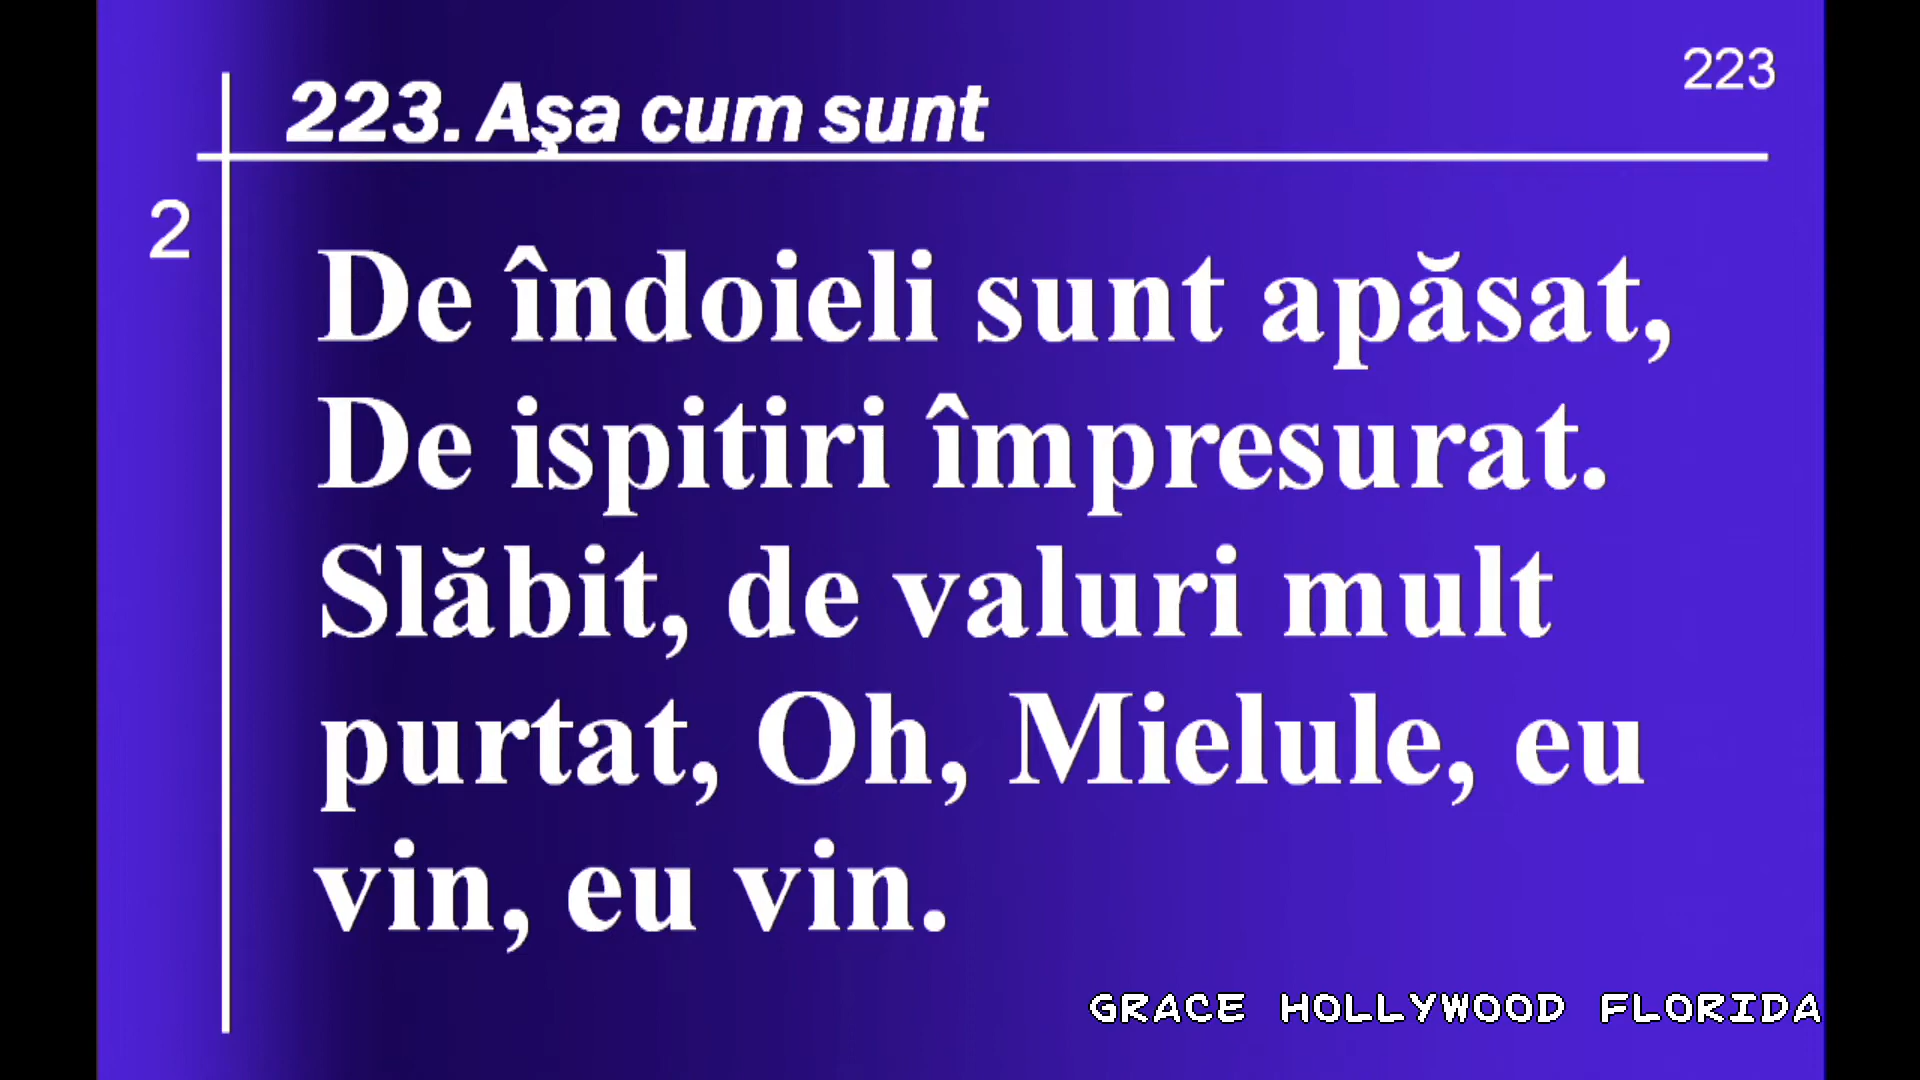 223
223. Aşa cum sunt
2
De îndoieli sunt apăsat,
De ispitiri împresurat.
Slăbit, de valuri mult
purtat, Oh, Mielule, eu
vin, eu vin.
GRACE HOLLYWOOD FLORIDA